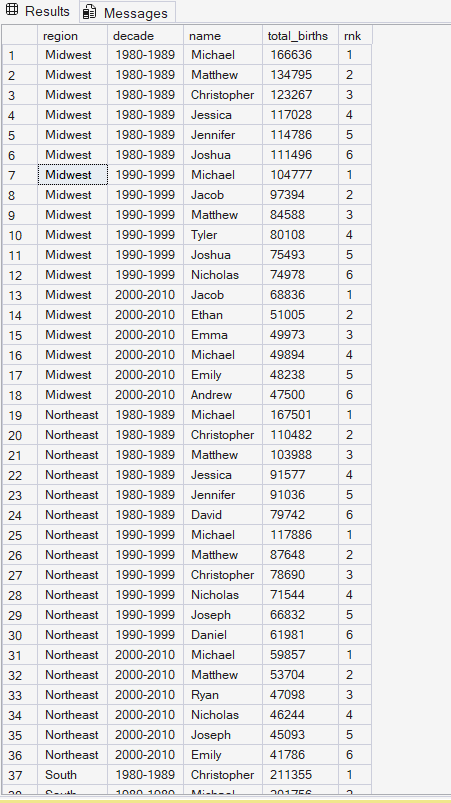 Results Messages
region decade name total_births rnk
1 Midwest 1980-1989 Michael 166636 1
2 Midwest 1980-1989 Matthew 134795 2
3 Midwest 1980-1989 Christopher 123267 3
4 Midwest 1980-1989 Jessica 117028 4
5 Midwest 1980-1989 Jennifer 114786 5
6 Midwest 1980-1989 Joshua 111496 6
7 Midwest 1990-1999 Michael 104777 1
8 Midwest 1990-1999 Jacob 97394 2
9 Midwest 1990-1999 Matthew 84588 3
10 Midwest 1990-1999 Tyler 80108 4
11 Midwest 1990-1999 Joshua 75493 5
12 Midwest 1990-1999 Nicholas 74978 6
13 Midwest 2000-2010 Jacob 68836 1
14 Midwest 2000-2010 Ethan 51005 2
15 Midwest 2000-2010 Emma 49973 3
16 Midwest 2000-2010 Michael 49894 4
17 Midwest 2000-2010 Emily 48238 5
18 Midwest 2000-2010 Andrew 47500 6
19 Northeast 1980-1989 Michael 167501 1
20 Northeast 1980-1989 Christopher 110482 2
21 Northeast 1980-1989 Matthew 103988 3
22 Northeast 1980-1989 Jessica 91577 4
23 Northeast 1980-1989 Jennifer 91036 5
24 Northeast 1980-1989 David 79742 6
25 Northeast 1990-1999 Michael 117886 1
26 Northeast 1990-1999 Matthew 87648 2
27 Northeast 1990-1999 Christopher 78690 3
28 Northeast 1990-1999 Nicholas 71544 4
29 Northeast 1990-1999 Joseph 66832 5
30 Northeast 1990-1999 Daniel 61981 6
31 Northeast 2000-2010 Michael 59857 1
32 Northeast 2000-2010 Matthew 53704 2
33 Northeast 2000-2010 Ryan 47098 3
34 Northeast 2000-2010 Nicholas 46244 4
35 Northeast 2000-2010 Joseph 45093 5
36 Northeast 2000-2010 Emily 41786 6
37 South 1980-1989 Christopher 211355 1